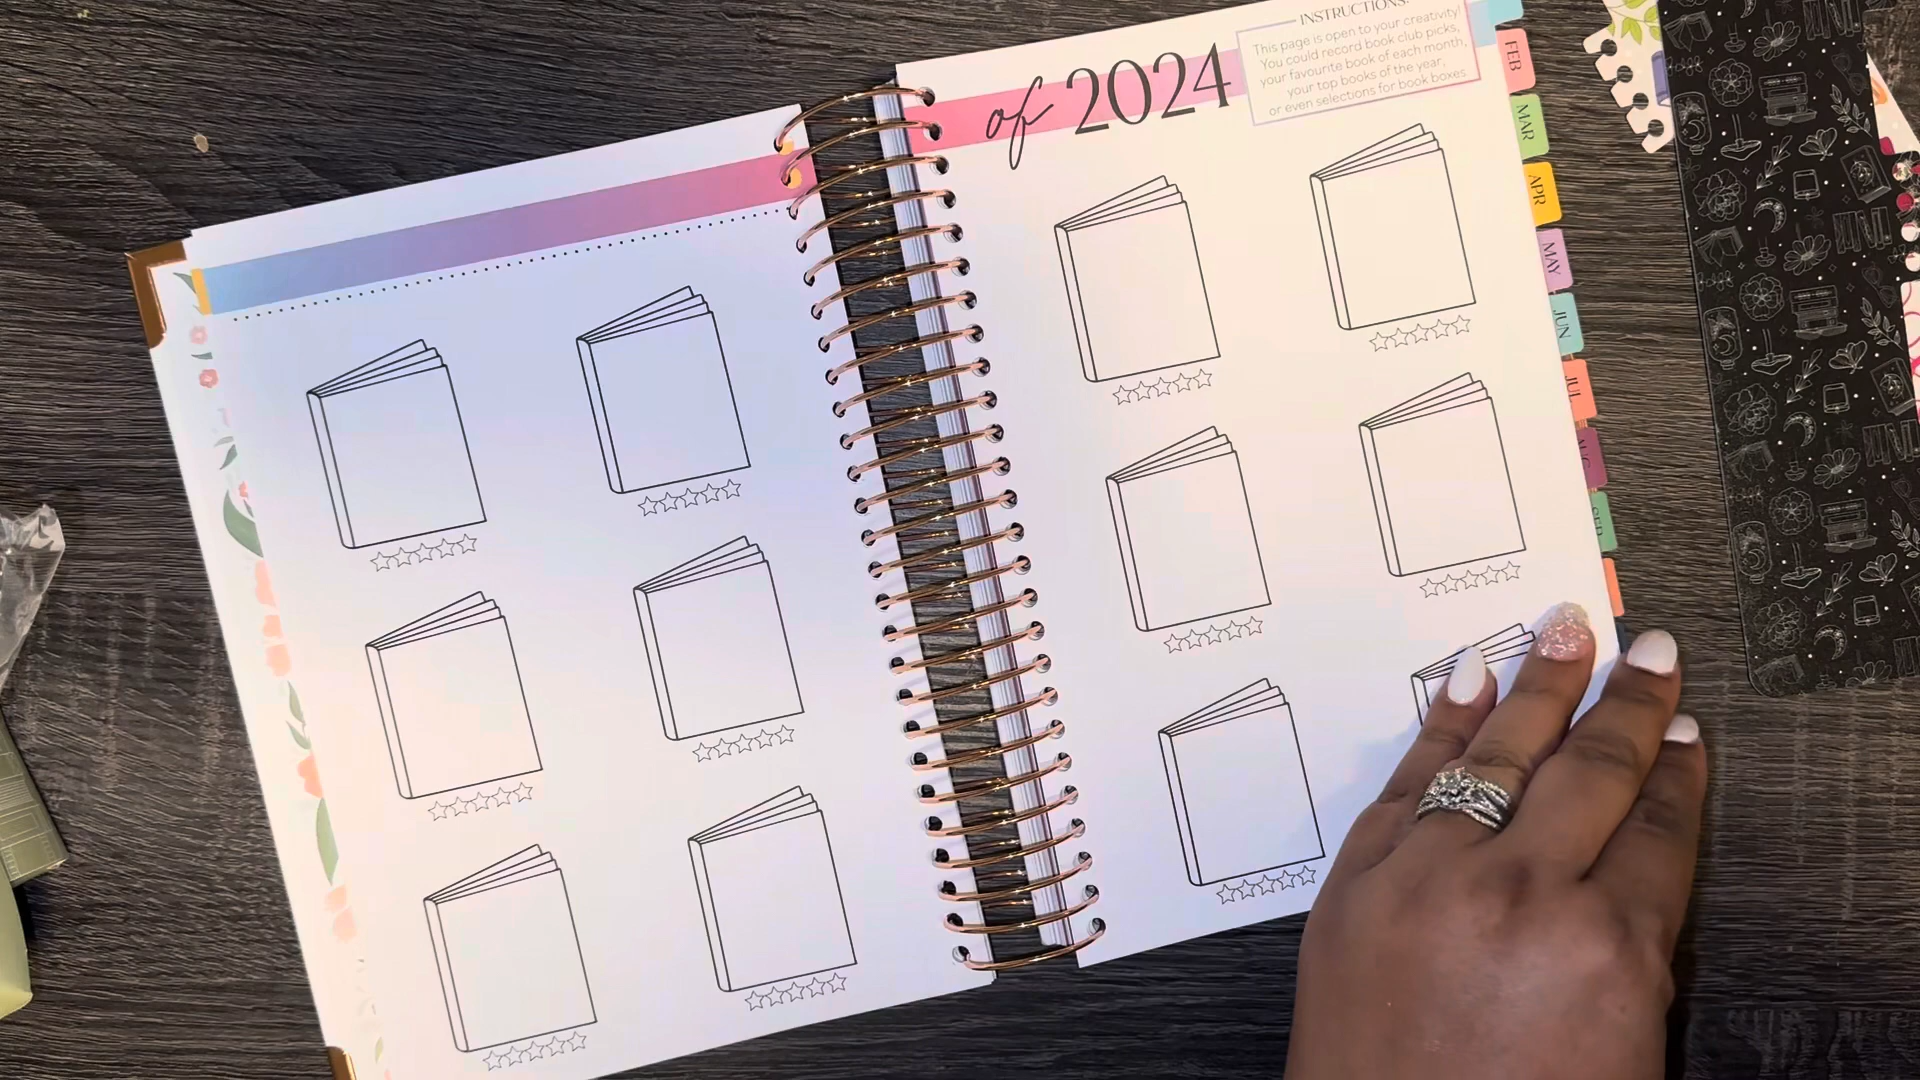 of 2024
INSTRUCTIONS:
This page is open to your creativity!
You could record book club picks,
your favourite book of each month,
your top books of the year,
or even selections for book boxes
FEB
MAR
APR
MAY
JUN
JUL
AUG
SEP